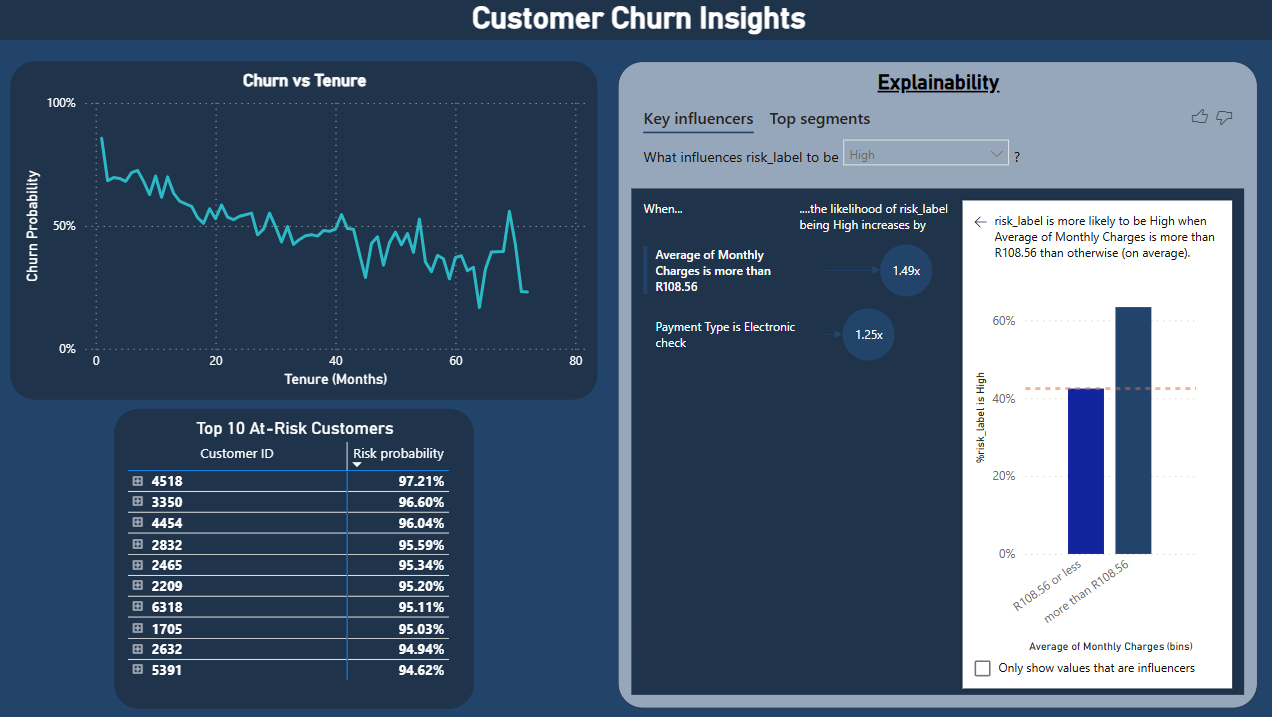 Customer Churn Insights
Churn vs Tenure
100%
50%
0%
Churn Probability
0
20
40
60
80
Tenure (Months)
Top 10 At-Risk Customers
Customer ID
Risk probability
4518 97.21%
3350 96.60%
4454 96.04%
2832 95.59%
2465 95.34%
2209 95.20%
6318 95.11%
1705 95.03%
2632 94.94%
5391 94.62%
Explainability
Key influencers
Top segments
What influences risk_label to be High ?
When...
....the likelihood of risk_label
being High increases by
Average of Monthly
Charges is more than
R108.56
1.49x
Payment Type is Electronic
check
1.25x
risk_label is more likely to be High when
Average of Monthly Charges is more than
R108.56 than otherwise (on average).
60%
40%
20%
0%
%risk_label is High
R108.56 or less
more than R108.56
Average of Monthly Charges (bins)
Only show values that are influencers